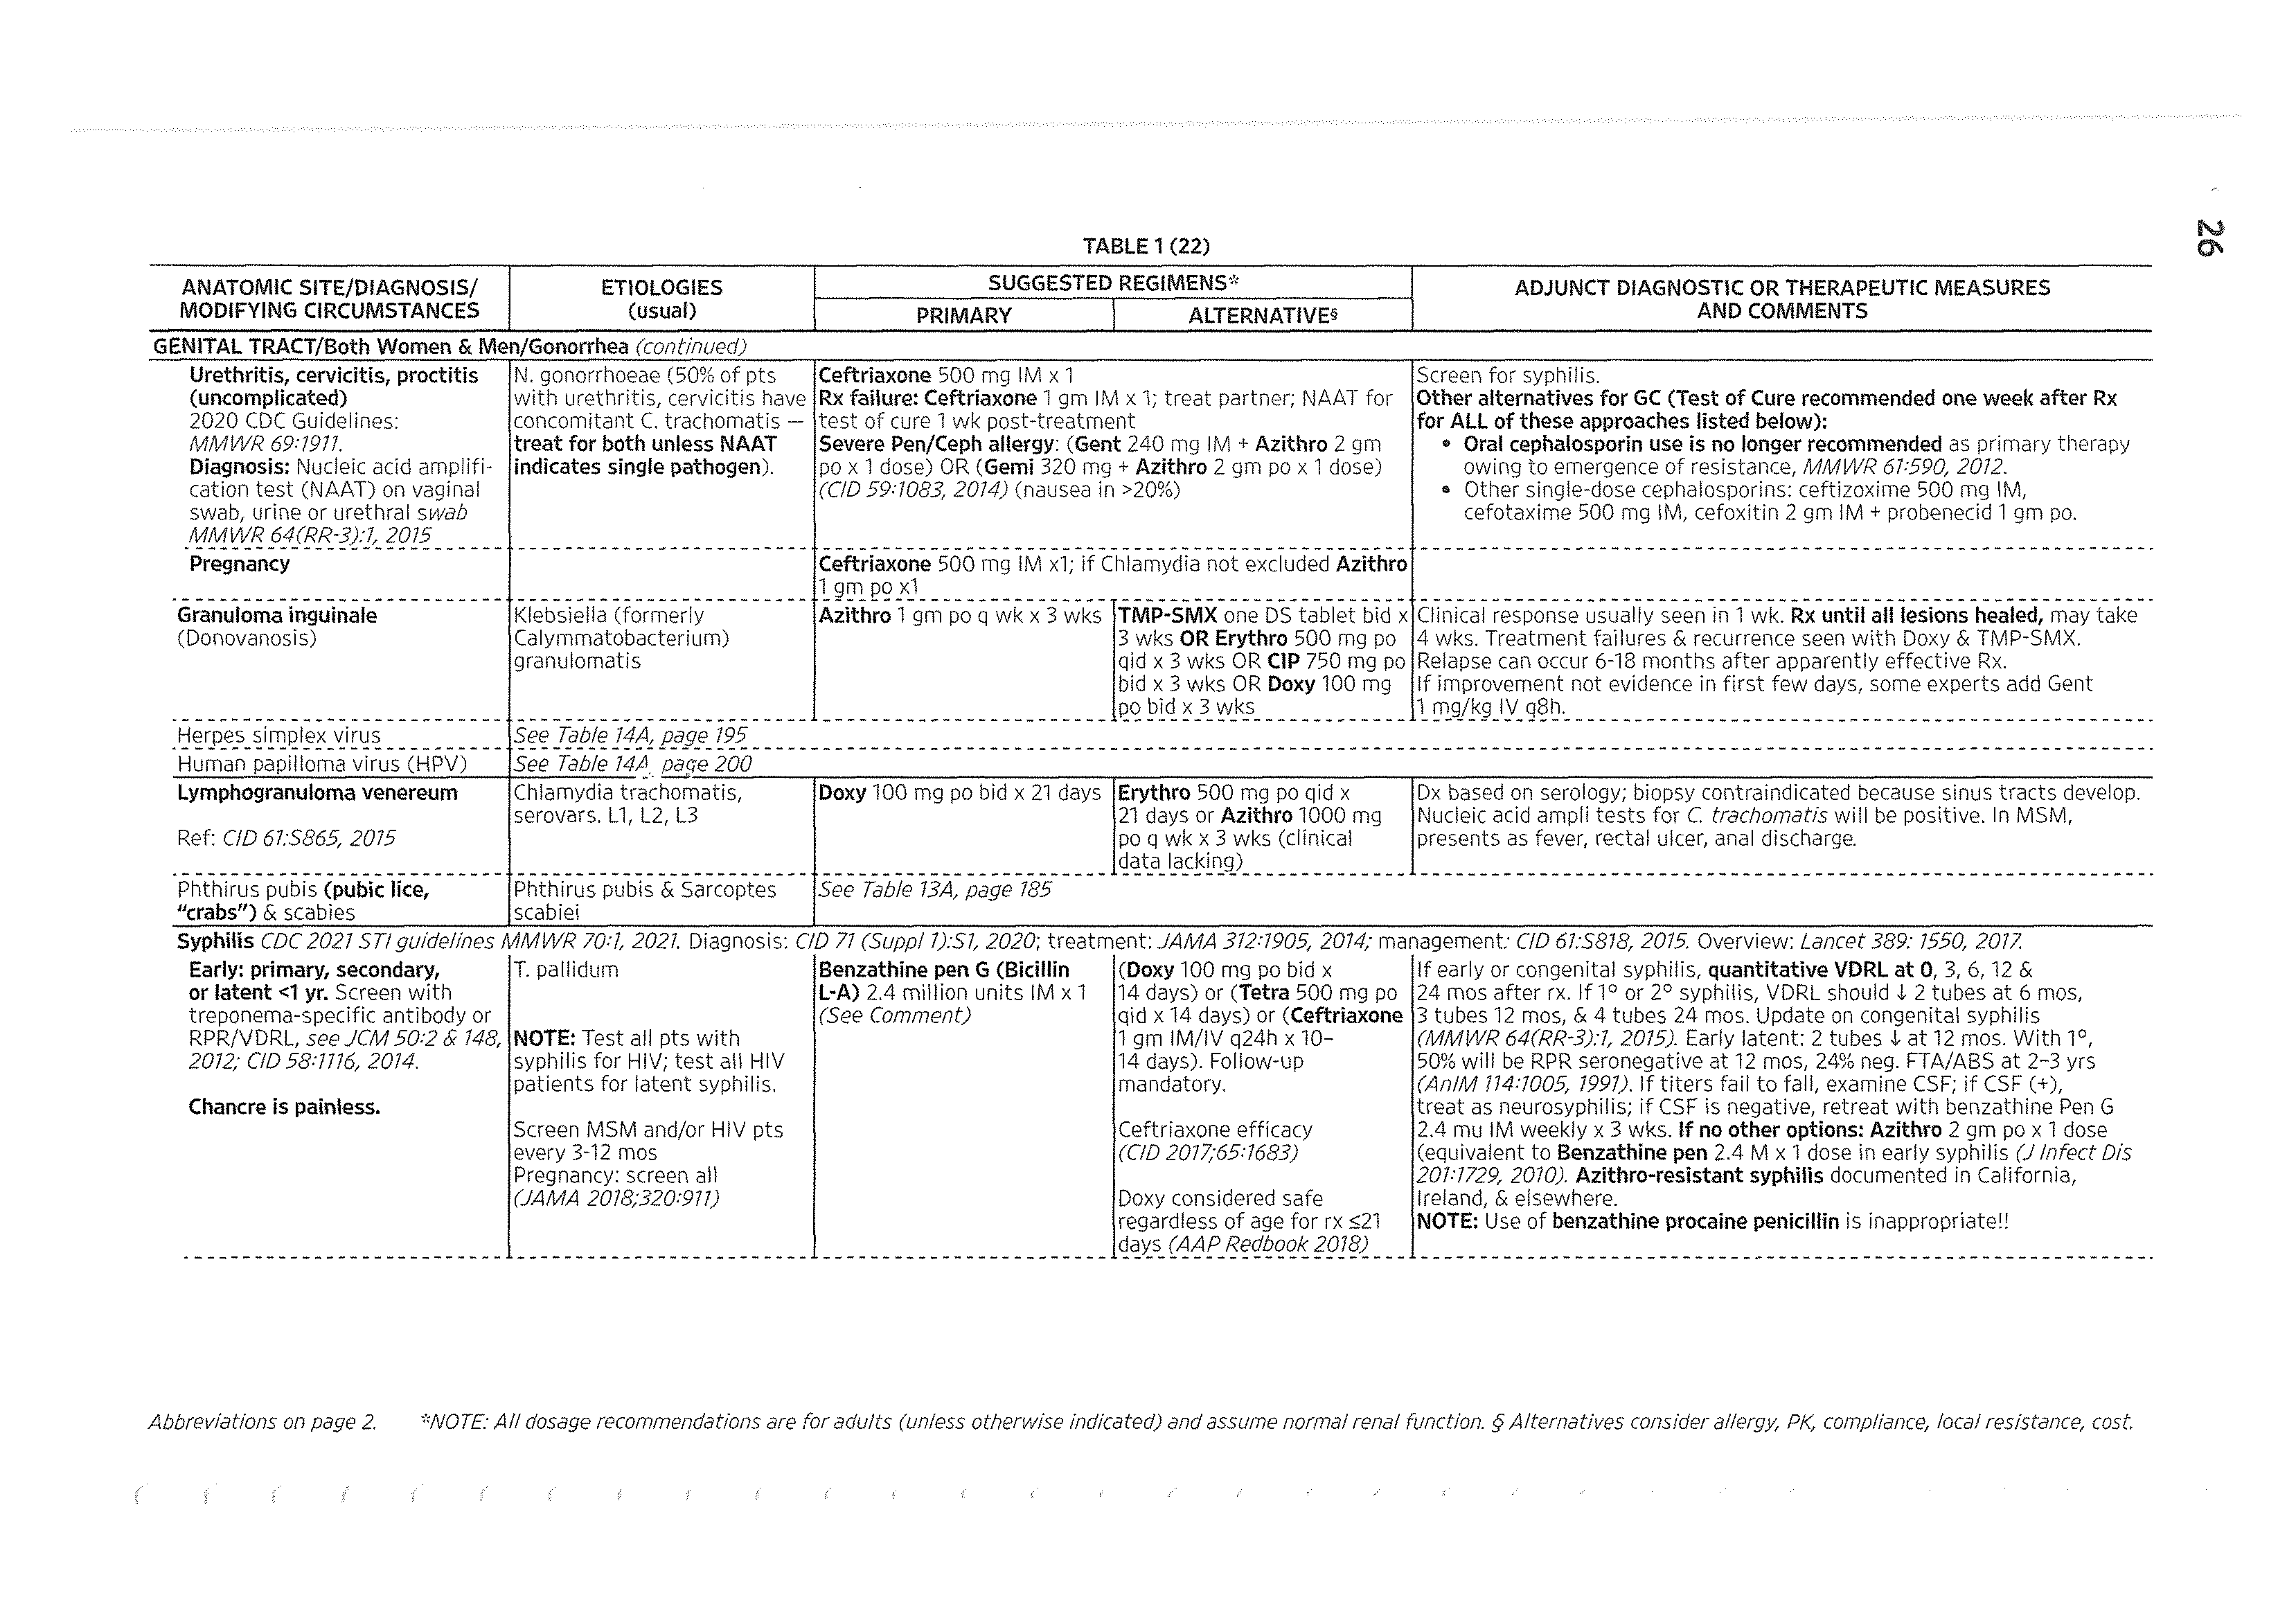 26
TABLE 1 (22)
ANATOMIC SITE/DIAGNOSIS/
MODIFYING CIRCUMSTANCES
ETIOLOGIES
(usual)
SUGGESTED REGIMENS*
PRIMARY
ALTERNATIVE§
ADJUNCT DIAGNOSTIC OR THERAPEUTIC MEASURES
AND COMMENTS
GENITAL TRACT/Both Women & Men/Gonorrhea (continued)
Urethritis, cervicitis, proctitis
(uncomplicated)
2020 CDC Guidelines:
MMWR 69:1911.
Diagnosis: Nucleic acid amplifi-
cation test (NAAT) on vaginal
swab, urine or urethral swab
MMWR 64(RR-3):1, 2015
N. gonorrhoeae (50% of pts
with urethritis, cervicitis have
concomitant C. trachomatis —
treat for both unless NAAT
indicates single pathogen).
Ceftriaxone 500 mg IM x 1
Rx failure: Ceftriaxone 1 gm IM x 1; treat partner; NAAT for
test of cure 1 wk post-treatment
Severe Pen/Ceph allergy: (Gent 240 mg IM + Azithro 2 gm
po x 1 dose) OR (Gemi 320 mg + Azithro 2 gm po x 1 dose)
(CID 59:1083, 2014) (nausea in >20%)
Screen for syphilis.
Other alternatives for GC (Test of Cure recommended one week after Rx
for ALL of these approaches listed below):
• Oral cephalosporin use is no longer recommended as primary therapy
owing to emergence of resistance, MMWR 61:590, 2012.
• Other single-dose cephalosporins: ceftizoxime 500 mg IM,
cefotaxime 500 mg IM, cefoxitin 2 gm IM + probenecid 1 gm po.
Pregnancy
Ceftriaxone 500 mg IM x1; if Chlamydia not excluded Azithro
1 gm po x1
Granuloma inguinale
(Donovanosis)
Klebsiella (formerly
Calymmatobacterium)
granulomatis
Azithro 1 gm po q wk x 3 wks
TMP-SMX one DS tablet bid x
3 wks OR Erythro 500 mg po
qid x 3 wks OR CIP 750 mg po
bid x 3 wks OR Doxy 100 mg
po bid x 3 wks
Clinical response usually seen in 1 wk. Rx until all lesions healed, may take
4 wks. Treatment failures & recurrence seen with Doxy & TMP-SMX.
Relapse can occur 6-18 months after apparently effective Rx.
If improvement not evidence in first few days, some experts add Gent
1 mg/kg IV q8h.
Herpes simplex virus
See Table 14A, page 195
Human papilloma virus (HPV)
See Table 14A, page 200
Lymphogranuloma venereum
Ref: CID 61:S865, 2015
Chlamydia trachomatis,
serovars. L1, L2, L3
Doxy 100 mg po bid x 21 days
Erythro 500 mg po qid x
21 days or Azithro 1000 mg
po q wk x 3 wks (clinical
data lacking)
Dx based on serology; biopsy contraindicated because sinus tracts develop.
Nucleic acid ampli tests for C. trachomatis will be positive. In MSM,
presents as fever, rectal ulcer, anal discharge.
Phthirus pubis (pubic lice,
"crabs") & scabies
Phthirus pubis & Sarcoptes
scabiei
See Table 13A, page 185
Syphilis CDC 2021 STI guidelines MMWR 70:1, 2021. Diagnosis: CID 71 (Suppl 1):S1, 2020; treatment: JAMA 312:1905, 2014; management: CID 61:S818, 2015. Overview: Lancet 389: 1550, 2017.
Early: primary, secondary,
or latent <1 yr. Screen with
treponema-specific antibody or
RPR/VDRL, see JCM 50:2 & 148,
2012; CID 58:1116, 2014.
Chancre is painless.
T. pallidum
NOTE: Test all pts with
syphilis for HIV; test all HIV
patients for latent syphilis.
Screen MSM and/or HIV pts
every 3-12 mos
Pregnancy: screen all
(JAMA 2018;320:911)
Benzathine pen G (Bicillin
L-A) 2.4 million units IM x 1
(See Comment)
(Doxy 100 mg po bid x
14 days) or (Tetra 500 mg po
qid x 14 days) or (Ceftriaxone
1 gm IM/IV q24h x 10–
14 days). Follow-up
mandatory.
Ceftriaxone efficacy
(CID 2017;65:1683)
Doxy considered safe
regardless of age for rx ≤21
days (AAP Redbook 2018)
If early or congenital syphilis, quantitative VDRL at 0, 3, 6, 12 &
24 mos after rx. If 1° or 2° syphilis, VDRL should ↓ 2 tubes at 6 mos,
3 tubes 12 mos, & 4 tubes 24 mos. Update on congenital syphilis
(MMWR 64(RR-3):1, 2015). Early latent: 2 tubes ↓ at 12 mos. With 1°,
50% will be RPR seronegative at 12 mos, 24% neg. FTA/ABS at 2–3 yrs
(AnIM 114:1005, 1991). If titers fail to fall, examine CSF; if CSF (+),
treat as neurosyphilis; if CSF is negative, retreat with benzathine Pen G
2.4 mu IM weekly x 3 wks. If no other options: Azithro 2 gm po x 1 dose
(equivalent to Benzathine pen 2.4 M x 1 dose in early syphilis (J Infect Dis
201:1729, 2010). Azithro-resistant syphilis documented in California,
Ireland, & elsewhere.
NOTE: Use of benzathine procaine penicillin is inappropriate!!
Abbreviations on page 2. *NOTE: All dosage recommendations are for adults (unless otherwise indicated) and assume normal renal function. § Alternatives consider allergy, PK, compliance, local resistance, cost.